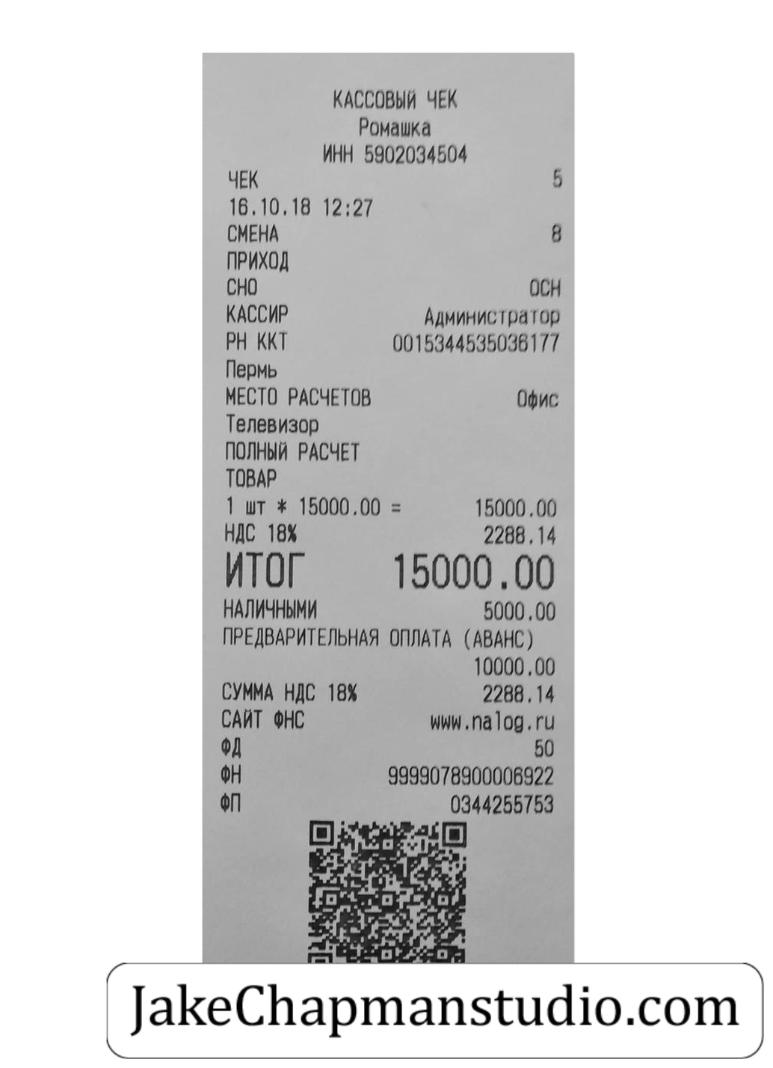 КАССОВЫЙ ЧЕК
Ромашка
ИНН 5902034504
ЧЕК 5
16.10.18 12:27
СМЕНА 8
ПРИХОД
СНО ОСН
КАССИР Администратор
РН ККТ 0015344535036177
Пермь
МЕСТО РАСЧЕТОВ Офис
Телевизор
ПОЛНЫЙ РАСЧЕТ
ТОВАР
1 шт * 15000.00 = 15000.00
НДС 18% 2288.14
ИТОГ 15000.00
НАЛИЧНЫМИ 5000.00
ПРЕДВАРИТЕЛЬНАЯ ОПЛАТА (АВАНС)
10000.00
СУММА НДС 18% 2288.14
САЙТ ФНС www.nalog.ru
ФД 50
ФН 9999078900006922
ФП 0344255753
JakeChapmanstudio.com